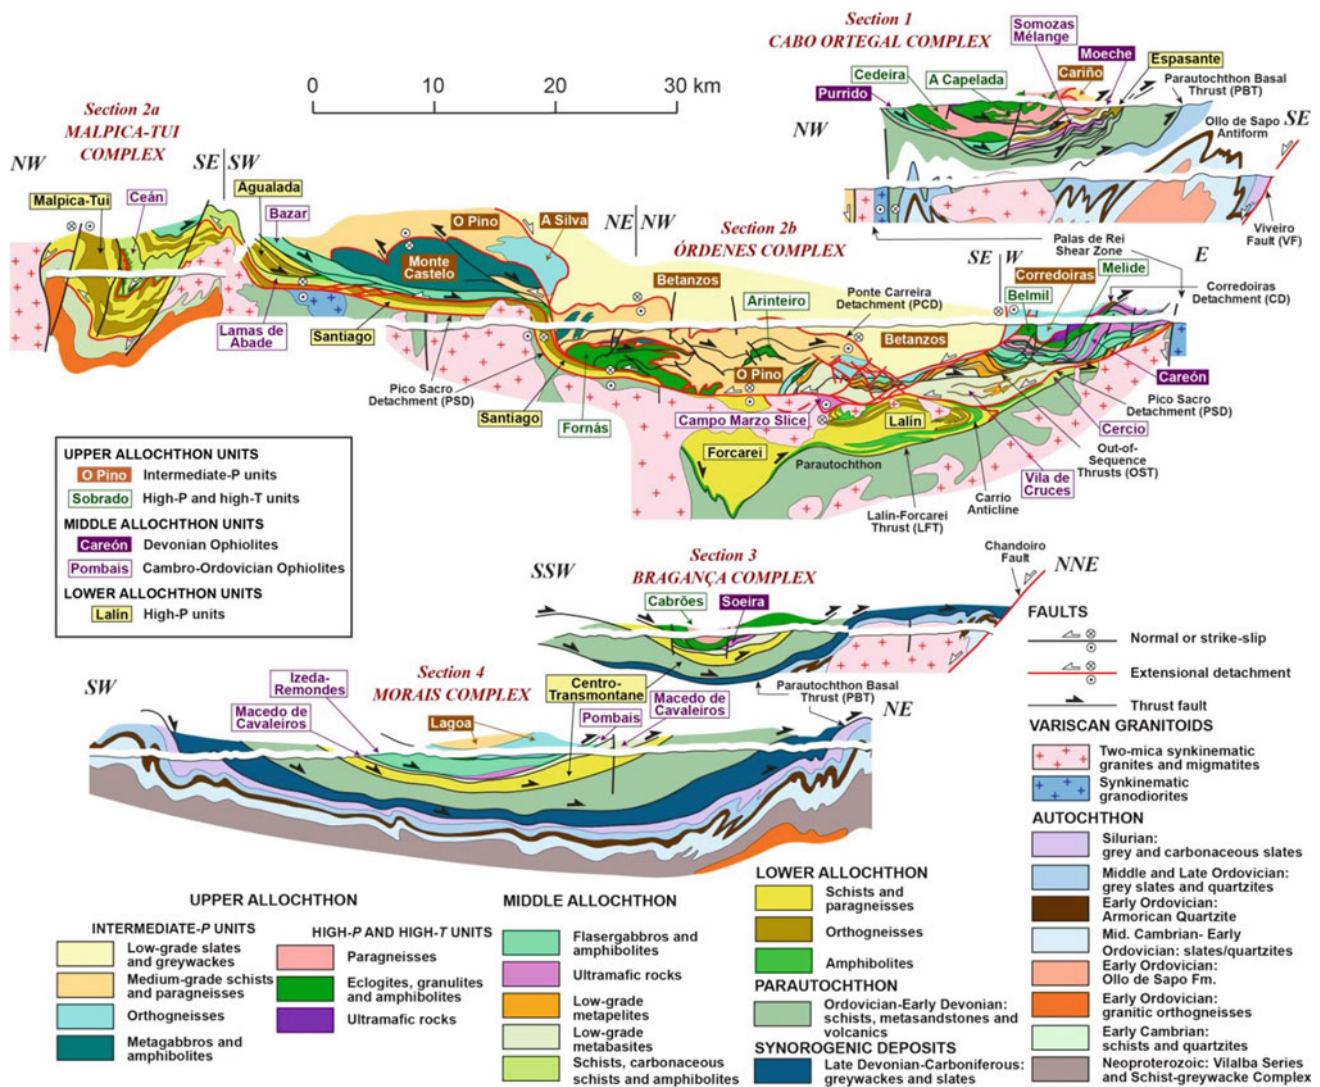 Section 1
CABO ORTEGAL COMPLEX
Somozas
Mélange
Moeche
Cedeira
A Capelada
Cariño
Espasante
Purrido
Parautochthon Basal
Thrust (PBT)
NW
Ollo de Sapo
Antiform
SE
Viveiro
Fault (VF)
0
10
20
30 km
Section 2a
MALPICA-TUI
COMPLEX
NW
SE
SW
Malpica-Tui
Ceán
Agualada
Bazar
O Pino
A Silva
NE
NW
Section 2b
ÓRDENES COMPLEX
Monte
Castelo
Betanzos
Arinteiro
Ponte Carreira
Detachment (PCD)
SE
W
Palas de Rei
Shear Zone
E
Corredoiras
Melide
Belmil
Corredoiras
Detachment (CD)
Lamas de
Abade
Santiago
Betanzos
O Pino
Careón
Pico Sacro
Detachment (PSD)
Santiago
Fornás
Campo Marzo Slice
Lalín
Pico Sacro
Detachment (PSD)
Cercio
Forcarei
Parautochthon
Out-of-
Sequence
Thrusts (OST)
Vila de
Cruces
Lalín-Forcarei
Thrust (LFT)
Carrio
Anticline
UPPER ALLOCHTHON UNITS
O Pino
Intermediate-P units
Sobrado
High-P and high-T units
MIDDLE ALLOCHTHON UNITS
Careón
Devonian Ophiolites
Pombais
Cambro-Ordovician Ophiolites
LOWER ALLOCHTHON UNITS
Lalín
High-P units
Section 3
BRAGANÇA COMPLEX
SSW
Cabrões
Soeira
Chandoiro
Fault
NNE
Parautochthon Basal
Thrust (PBT)
Section 4
MORAIS COMPLEX
SW
Izeda-
Remondes
Macedo de
Cavaleiros
Lagoa
Centro-
Transmontane
Pombais
Macedo de
Cavaleiros
NE
FAULTS
Normal or strike-slip
Extensional detachment
Thrust fault
VARISCAN GRANITOIDS
Two-mica synkinematic
granites and migmatites
Synkinematic
granodiorites
AUTOCHTHON
Silurian:
grey and carbonaceous slates
Middle and Late Ordovician:
grey slates and quartzites
Early Ordovician:
Armorican Quartzite
Mid. Cambrian- Early
Ordovician: slates/quartzites
Early Ordovician:
Ollo de Sapo Fm.
Early Ordovician:
granitic orthogneisses
Early Cambrian:
schists and quartzites
Neoproterozoic: Vilalba Series
and Schist-greywacke Complex
UPPER ALLOCHTHON
INTERMEDIATE-P UNITS
Low-grade slates
and greywackes
Medium-grade schists
and paragneisses
Orthogneisses
Metagabbros and
amphibolites
HIGH-P AND HIGH-T UNITS
Paragneisses
Eclogites, granulites
and amphibolites
Ultramafic rocks
MIDDLE ALLOCHTHON
Flasergabbros and
amphibolites
Ultramafic rocks
Low-grade
metapelites
Low-grade
metabasites
Schists, carbonaceous
schists and amphibolites
LOWER ALLOCHTHON
Schists and
paragneisses
Orthogneisses
Amphibolites
PARAUTOCHTHON
Ordovician-Early Devonian:
schists, metasandstones and
volcanics
SYNOROGENIC DEPOSITS
Late Devonian-Carboniferous:
greywackes and slates